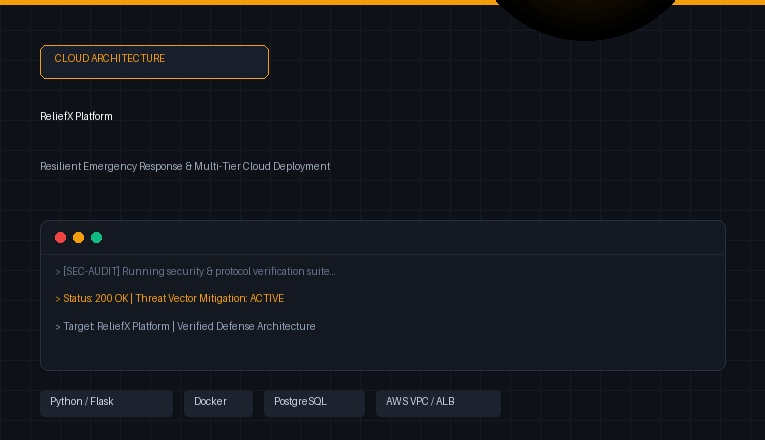 CLOUD ARCHITECTURE
ReliefX Platform
Resilient Emergency Response & Multi-Tier Cloud Deployment
> [SEC-AUDIT] Running security & protocol verification suite...
> Status: 200 OK | Threat Vector Mitigation: ACTIVE
> Target: ReliefX Platform | Verified Defense Architecture
Python / Flask
Docker
PostgreSQL
AWS VPC / ALB